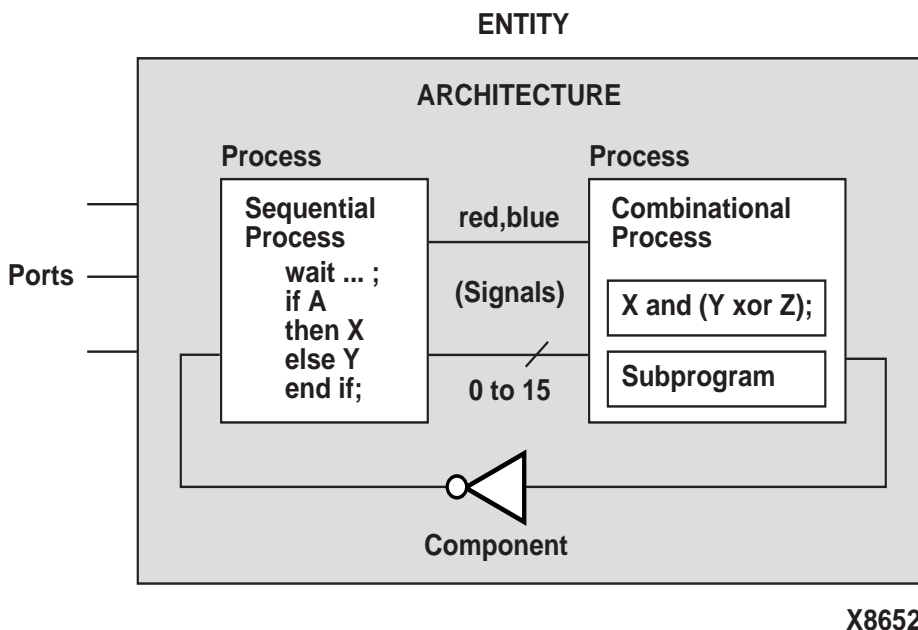 ENTITY
ARCHITECTURE
Process
Process
Sequential
Process
wait ... ;
if A
then X
else Y
end if;
red,blue
(Signals)
0 to 15
Combinational
Process
X and (Y xor Z);
Subprogram
Ports
Component
X8652